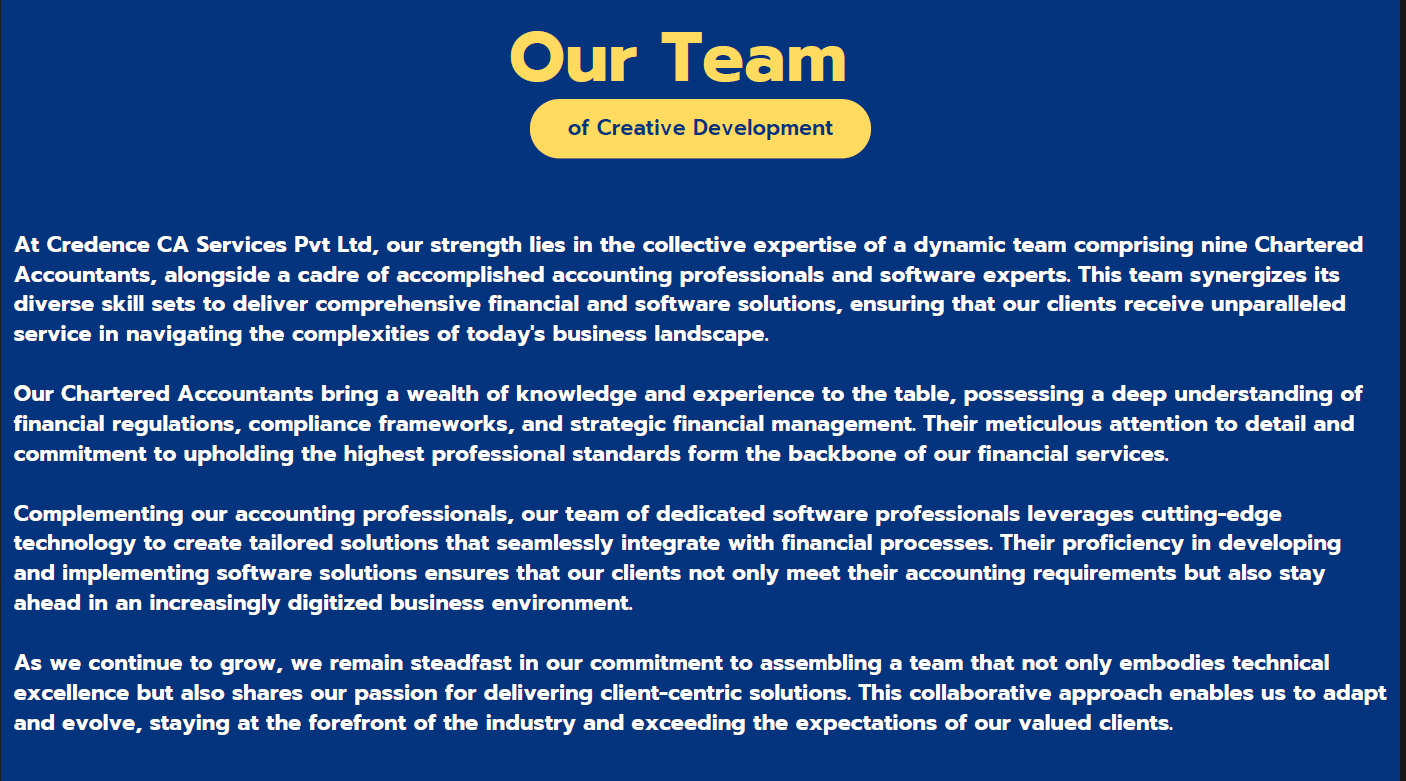 Our Team
of Creative Development
At Credence CA Services Pvt Ltd, our strength lies in the collective expertise of a dynamic team comprising nine Chartered
Accountants, alongside a cadre of accomplished accounting professionals and software experts. This team synergizes its
diverse skill sets to deliver comprehensive financial and software solutions, ensuring that our clients receive unparalleled
service in navigating the complexities of today's business landscape.
Our Chartered Accountants bring a wealth of knowledge and experience to the table, possessing a deep understanding of
financial regulations, compliance frameworks, and strategic financial management. Their meticulous attention to detail and
commitment to upholding the highest professional standards form the backbone of our financial services.
Complementing our accounting professionals, our team of dedicated software professionals leverages cutting-edge
technology to create tailored solutions that seamlessly integrate with financial processes. Their proficiency in developing
and implementing software solutions ensures that our clients not only meet their accounting requirements but also stay
ahead in an increasingly digitized business environment.
As we continue to grow, we remain steadfast in our commitment to assembling a team that not only embodies technical
excellence but also shares our passion for delivering client-centric solutions. This collaborative approach enables us to adapt
and evolve, staying at the forefront of the industry and exceeding the expectations of our valued clients.